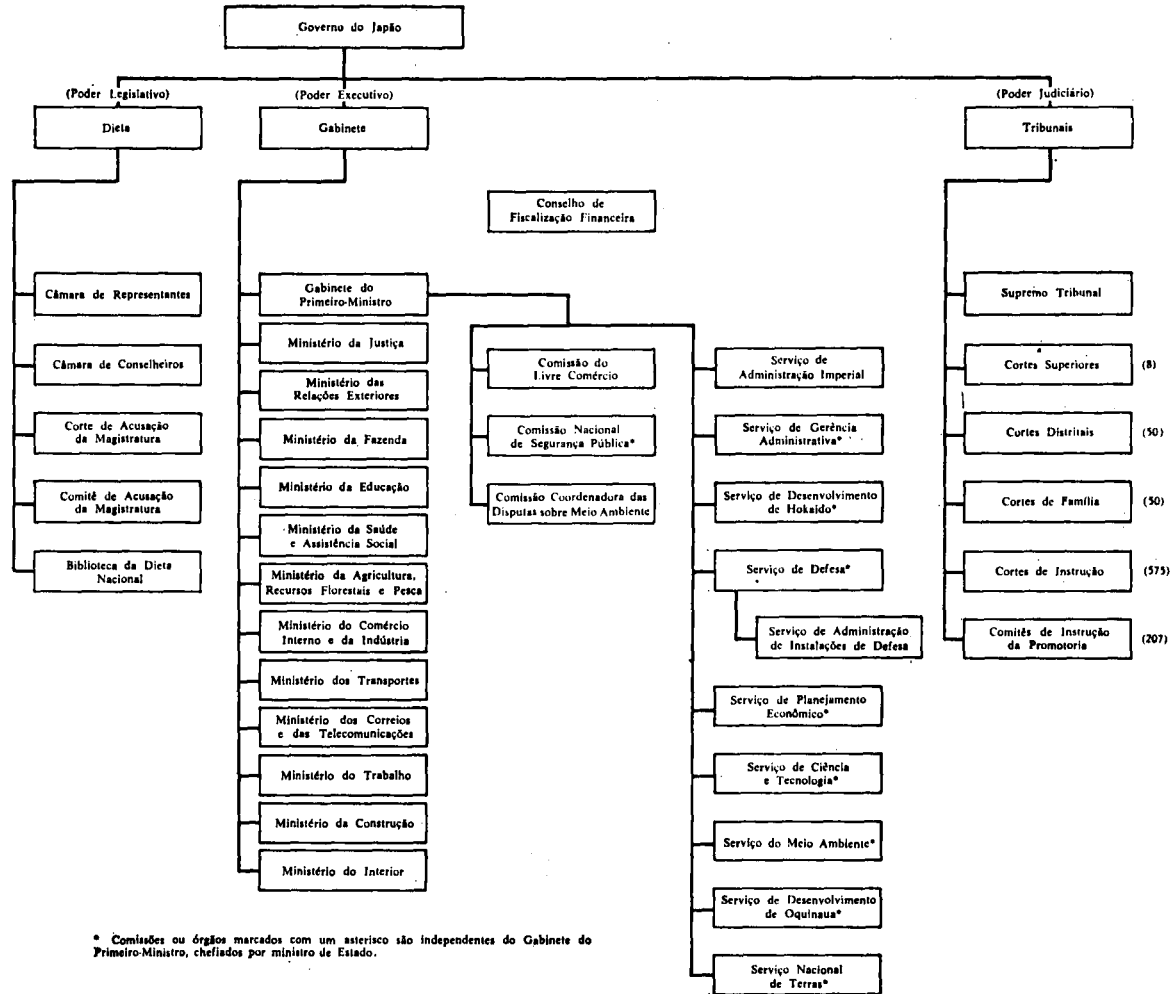 Governo do Japão
(Poder Legislativo)
Dieta
(Poder Executivo)
Gabinete
(Poder Judiciário)
Tribunais
Conselho de
Fiscalização Financeira
Câmara de Representantes
Câmara de Conselheiros
Corte de Acusação
da Magistratura
Comitê de Acusação
da Magistratura
Biblioteca da Dieta
Nacional
Gabinete do
Primeiro-Ministro
Ministério da Justiça
Ministério das
Relações Exteriores
Ministério da Fazenda
Ministério da Educação
Ministério da Saúde
e Assistência Social
Ministério da Agricultura,
Recursos Florestais e Pesca
Ministério do Comércio
Interno e da Indústria
Ministério dos Transportes
Ministério dos Correios
e das Telecomunicações
Ministério do Trabalho
Ministério da Construção
Ministério do Interior
Comissão do
Livre Comércio
Comissão Nacional
de Segurança Pública*
Comissão Coordenadora das
Disputas sobre Meio Ambiente
Serviço de
Administração Imperial
Serviço de Gerência
Administrativa*
Serviço de Desenvolvimento
de Hokaido*
Serviço de Defesa*
Serviço de Administração
de Instalações de Defesa
Serviço de Planejamento
Econômico*
Serviço de Ciência
e Tecnologia*
Serviço do Meio Ambiente*
Serviço de Desenvolvimento
de Oquinaua*
Serviço Nacional
de Terras*
Supremo Tribunal
Cortes Superiores (8)
Cortes Distritais (50)
Cortes de Família (50)
Cortes de Instrução (575)
Comitês de Instrução
da Promotoria (207)
* Comissões ou órgãos marcados com um asterisco são independentes do Gabinete do
Primeiro-Ministro, chefiados por ministro de Estado.